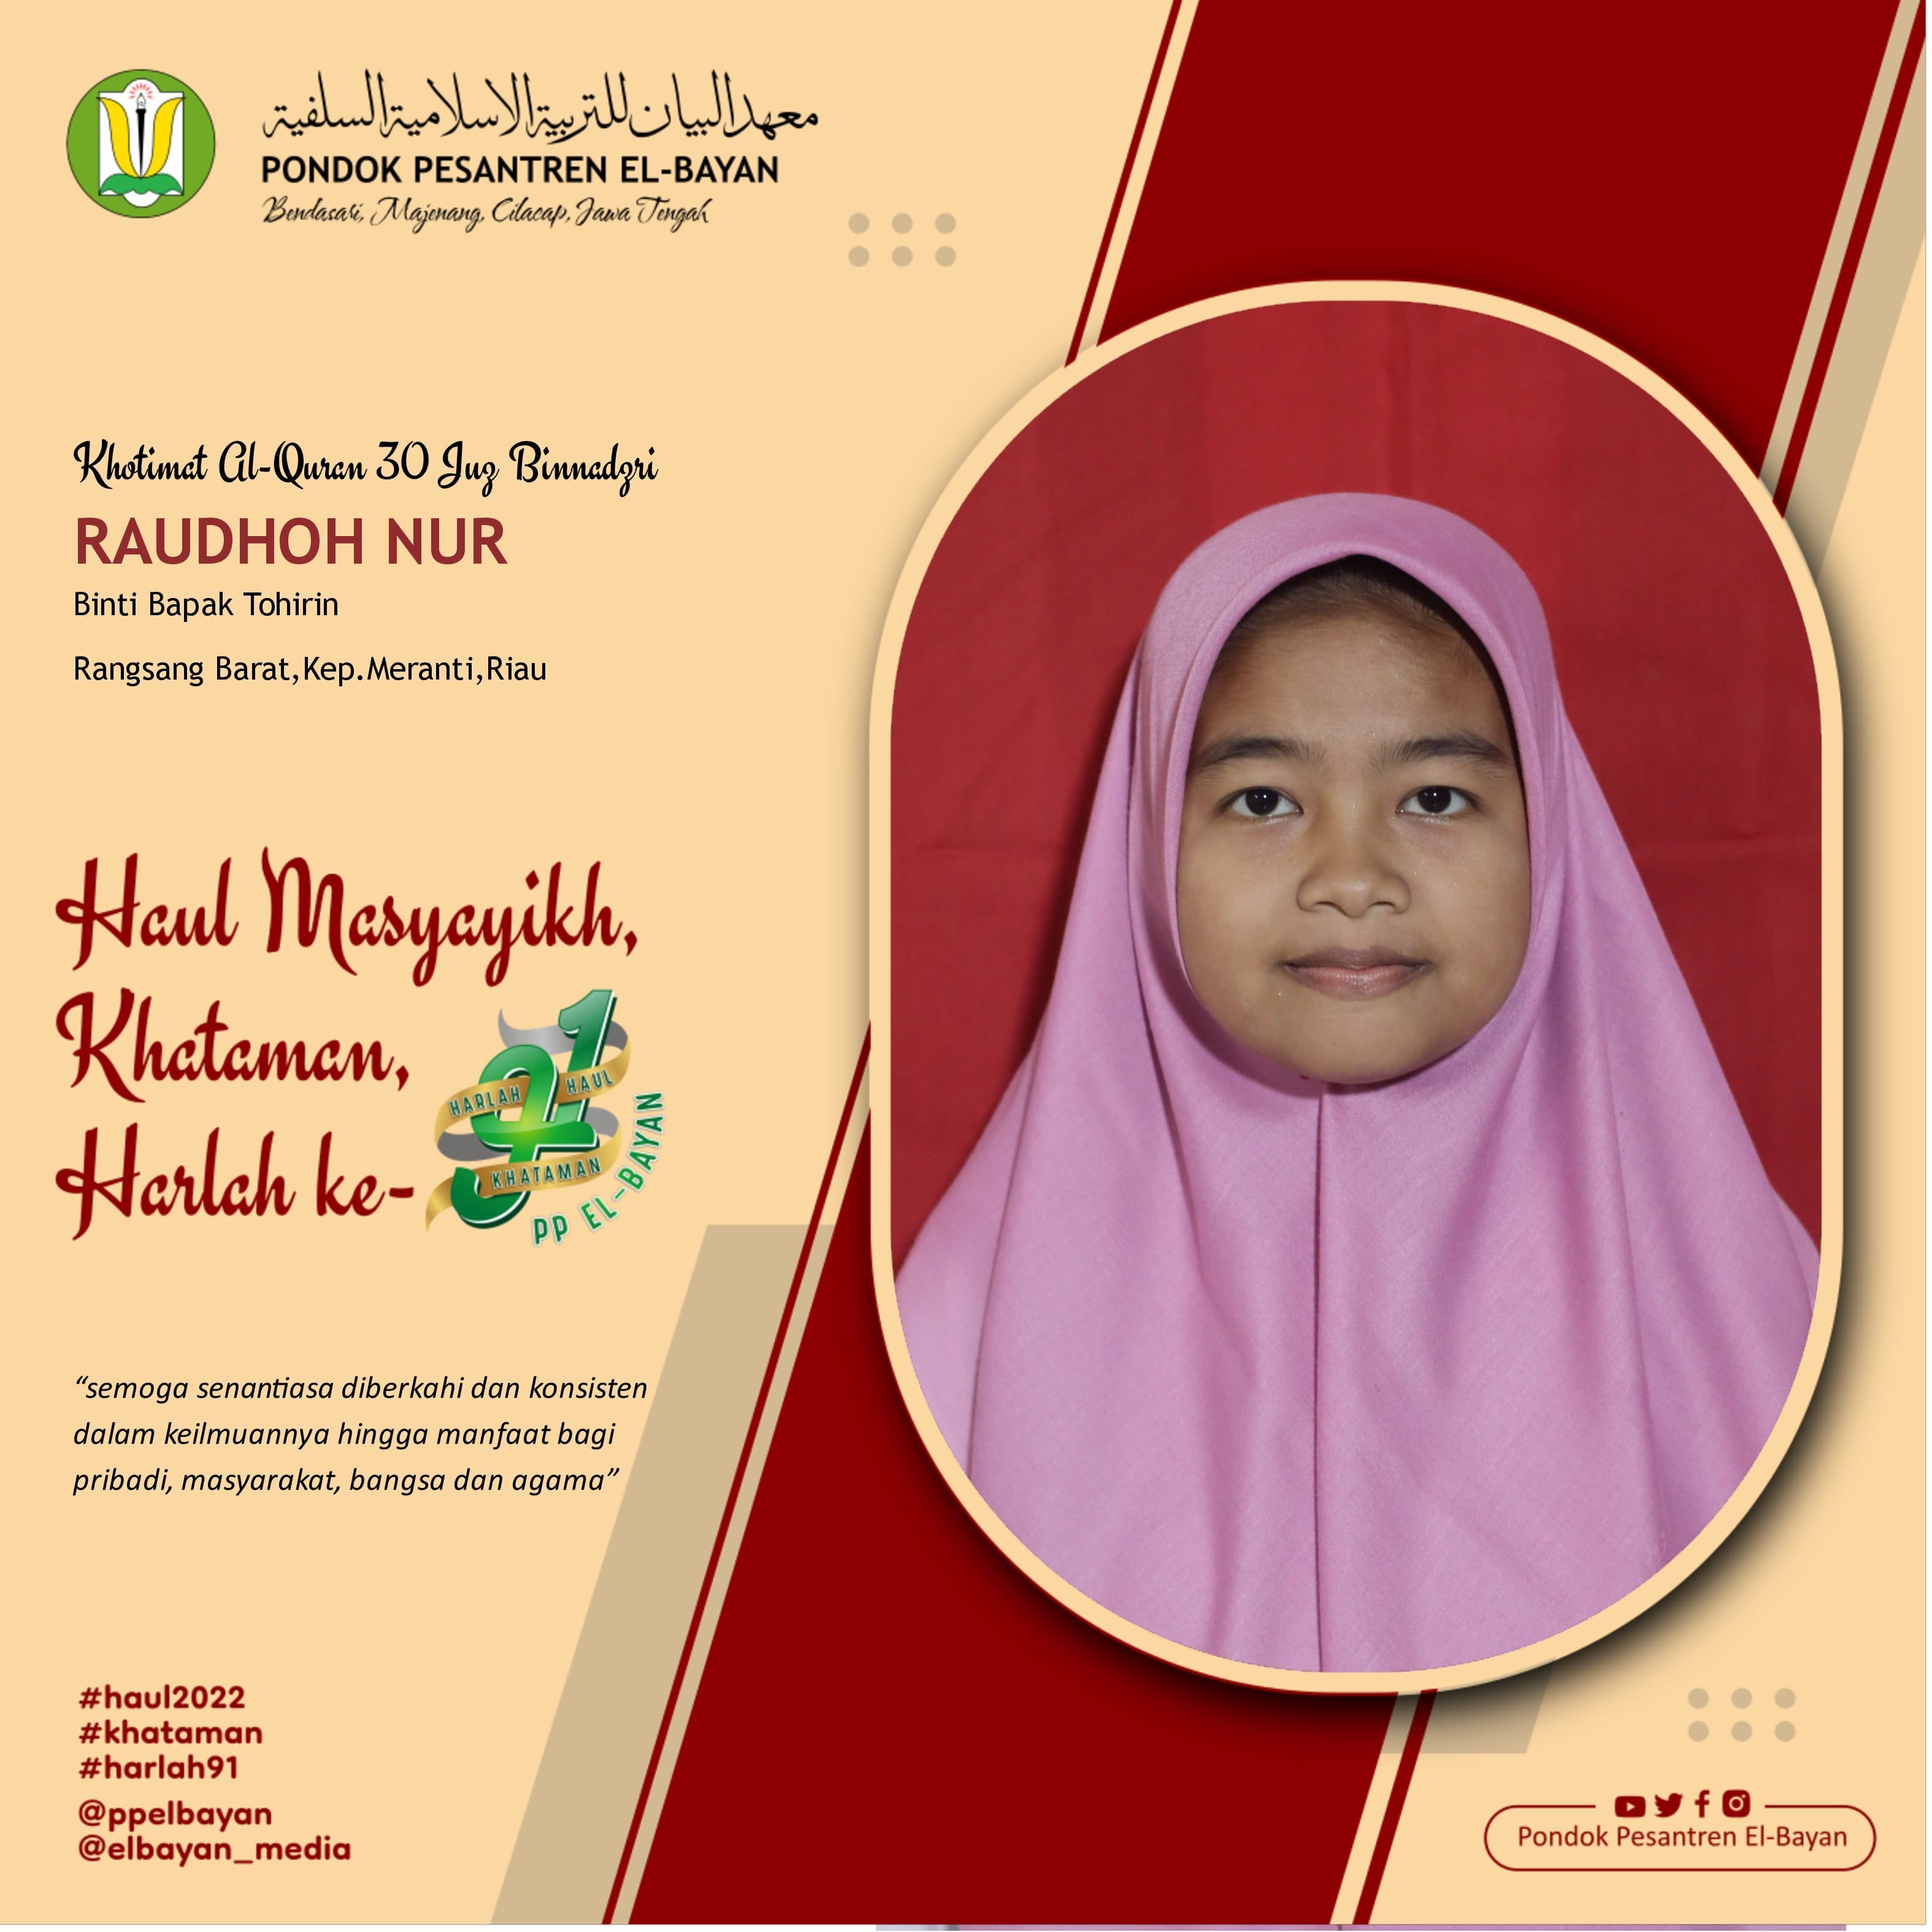 معهد البيان للتربية الاسلامية السلفية
PONDOK PESANTREN EL-BAYAN
Bendasari, Majenang, Cilacap, Jawa Tengah
Khotimat Al-Quran 30 Juz Binnadzri
RAUDHOH NUR
Binti Bapak Tohirin
Rangsang Barat,Kep.Meranti,Riau
Haul Masyayikh,
Khataman,
Harlah ke-
91
HARLAH HAUL
KHATAMAN
PP EL-BAYAN
“semoga senantiasa diberkahi dan konsisten
dalam keilmuannya hingga manfaat bagi
pribadi, masyarakat, bangsa dan agama”
#haul2022
#khataman
#harlah91
@ppelbayan
@elbayan_media
Pondok Pesantren El-Bayan